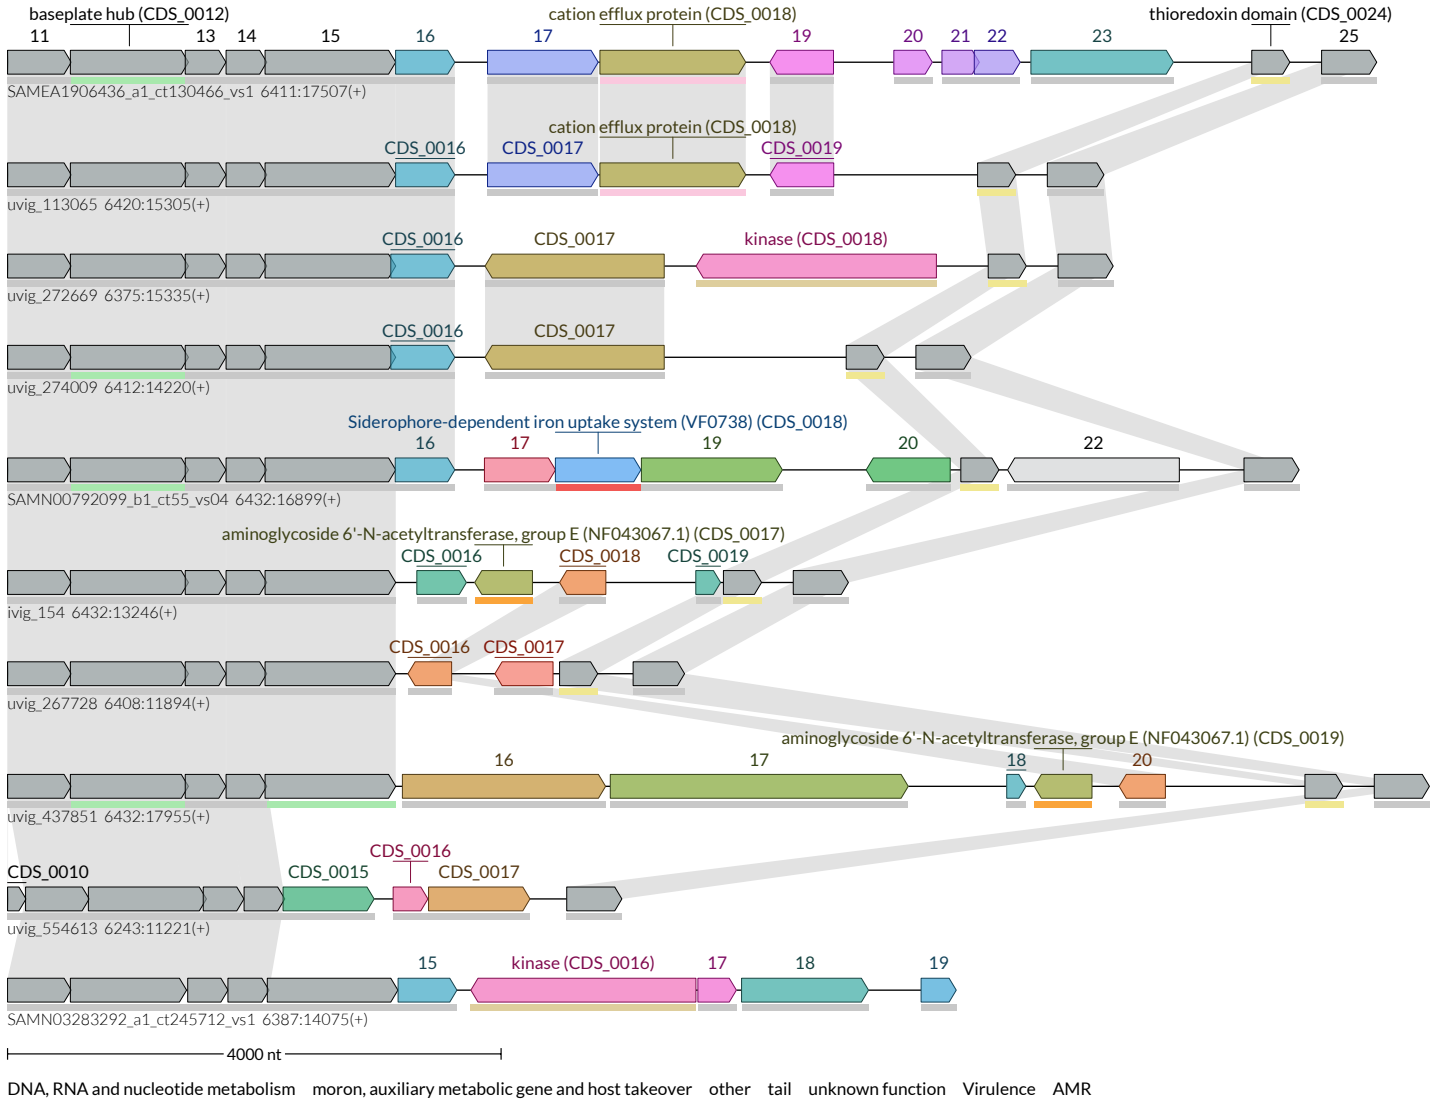 baseplate hub (CDS_0012) cation efflux protein (CDS_0018) thioredoxin domain (CDS_0024)
11 13 14 15 16 17 19 20 21 22 23 25
SAMEA1906436_a1_ct130466_vs1 6411:17507(+)
cation efflux protein (CDS_0018)
CDS_0016 CDS_0017 CDS_0019
uvig_113065 6420:15305(+)
CDS_0016 CDS_0017 kinase (CDS_0018)
uvig_272669 6375:15335(+)
CDS_0016 CDS_0017
uvig_274009 6412:14220(+)
Siderophore-dependent iron uptake system (VF0738) (CDS_0018)
16 17 19 20 22
SAMN00792099_b1_ct55_vs04 6432:16899(+)
aminoglycoside 6'-N-acetyltransferase, group E (NF043067.1) (CDS_0017)
CDS_0016 CDS_0018 CDS_0019
ivig_154 6432:13246(+)
CDS_0016 CDS_0017
uvig_267728 6408:11894(+)
aminoglycoside 6'-N-acetyltransferase, group E (NF043067.1) (CDS_0019)
16 17 18 20
uvig_437851 6432:17955(+)
CDS_0016
CDS_0010 CDS_0015 CDS_0017
uvig_554613 6243:11221(+)
15 kinase (CDS_0016) 17 18 19
SAMN03283292_a1_ct245712_vs1 6387:14075(+)
4000 nt
DNA, RNA and nucleotide metabolism moron, auxiliary metabolic gene and host takeover other tail unknown function Virulence AMR